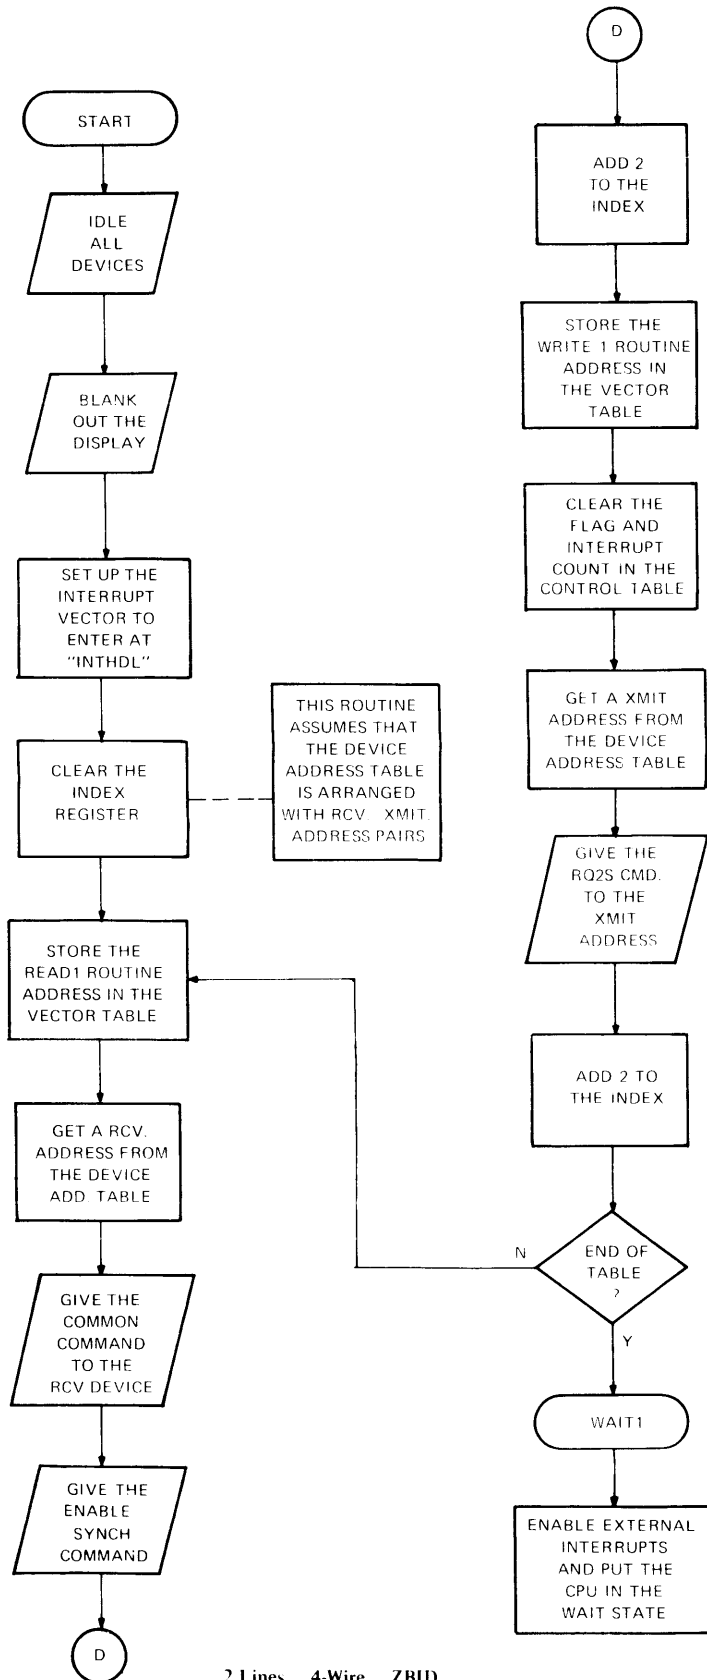 START
IDLE
ALL
DEVICES
BLANK
OUT THE
DISPLAY
SET UP THE
INTERRUPT
VECTOR TO
ENTER AT
"INTHDL"
CLEAR THE
INDEX
REGISTER
THIS ROUTINE
ASSUMES THAT
THE DEVICE
ADDRESS TABLE
IS ARRANGED
WITH RCV. XMIT.
ADDRESS PAIRS
STORE THE
READ1 ROUTINE
ADDRESS IN THE
VECTOR TABLE
GET A RCV.
ADDRESS FROM
THE DEVICE
ADD. TABLE
GIVE THE
COMMON
COMMAND
TO THE
RCV DEVICE
GIVE THE
ENABLE
SYNCH
COMMAND
D
D
ADD 2
TO THE
INDEX
STORE THE
WRITE 1 ROUTINE
ADDRESS IN
THE VECTOR
TABLE
CLEAR THE
FLAG AND
INTERRUPT
COUNT IN THE
CONTROL TABLE
GET A XMIT
ADDRESS FROM
THE DEVICE
ADDRESS TABLE
GIVE THE
RQ2S CMD.
TO THE
XMIT
ADDRESS
ADD 2 TO
THE INDEX
END OF
TABLE
?
N
Y
WAIT1
ENABLE EXTERNAL
INTERRUPTS
AND PUT THE
CPU IN THE
WAIT STATE
2 Lines 4-Wire ZBID